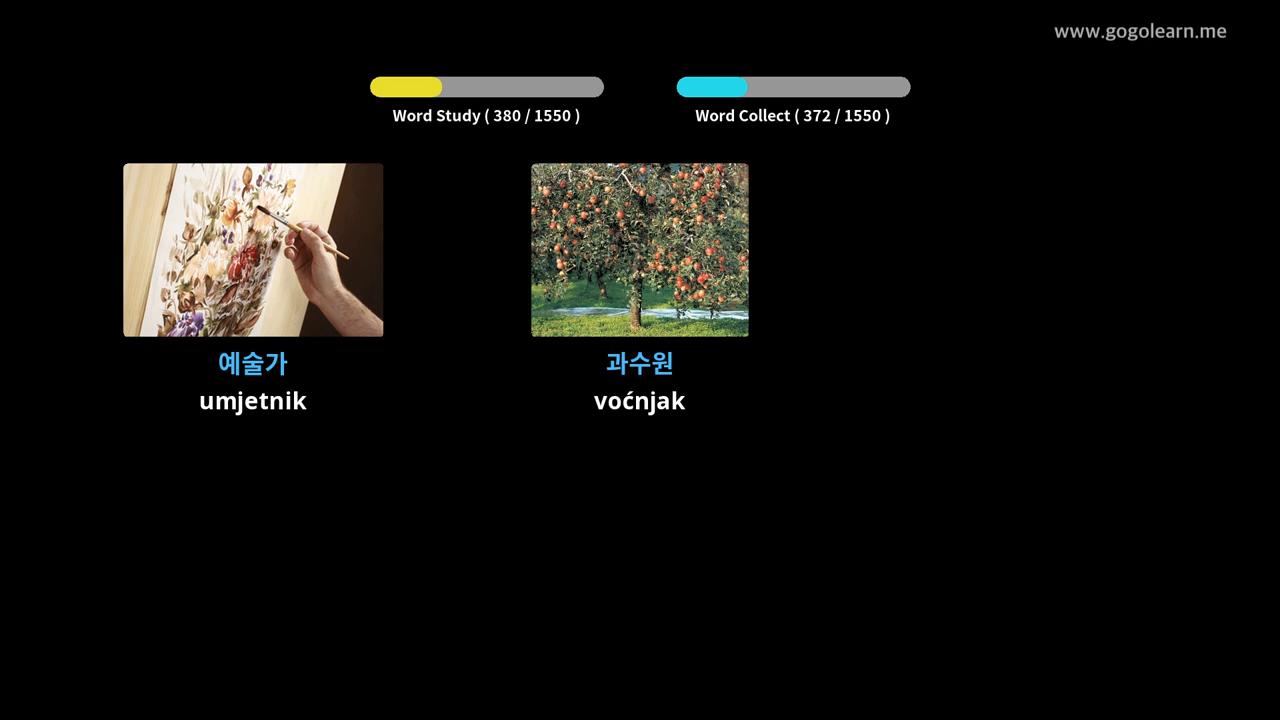 www.gogolearn.me
Word Study ( 380 / 1550 )
Word Collect ( 372 / 1550 )
예술가
umjetnik
과수원
voćnjak